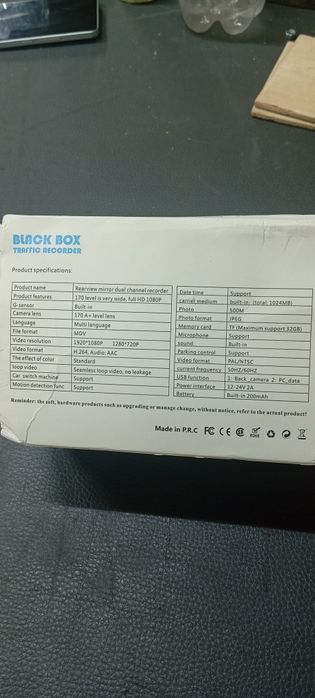 BLACK BOX
TRAFFIC RECORDER
Product specifications:
Product name Rearview mirror dual channel recorder
Product features 170 level is very wide, full HD 1080P
G-sensor Built-in
Camera lens 170 A+ level lens
Language Multi language
File format MOV
Video resolution 1920*1080P 1280*720P
Video format H.264, Audio: AAC
The effect of color Standard
loop video Seamless loop video, no leakage
Car switch machine Support
Motion detection func Support
Date time Support
carriel medium built-in (total: 1024MB)
Photo 500M
Photo format JPEG
Memory card TF (Maximum support 32GB)
Microphone Support
sound Built-in
Parking control Support
Video format PAL/NTSC
current frequency 50HZ/60HZ
USB function 1: Back_camera 2: PC_data
Power interface 12-24V 2A
Battery Built-in 200mAh
Reminder: the soft, hardware products such as upgrading or manage change, without notice, refer to the actual product!
Made in P.R.C FC CE